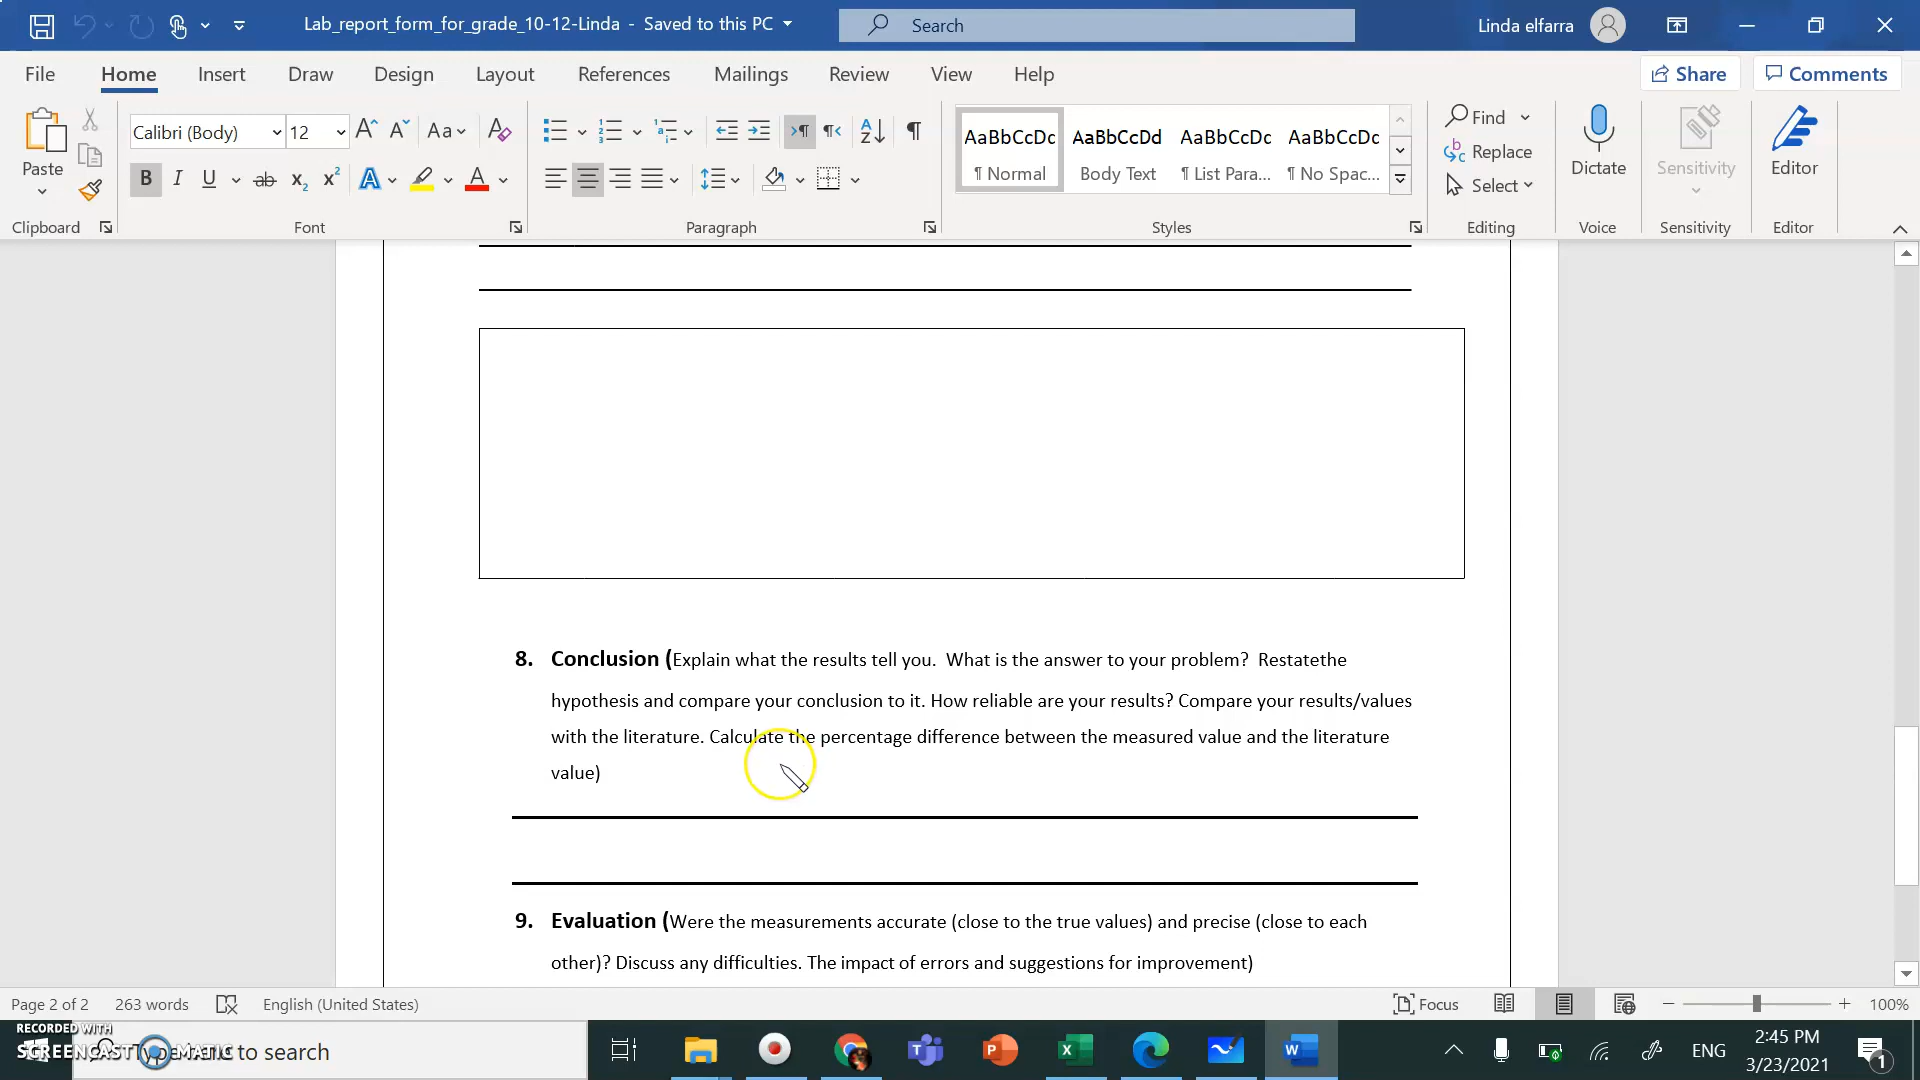 Lab_report_form_for_grade_10-12-Linda - Saved to this PC
Search
Linda elfarra
File Home Insert Draw Design Layout References Mailings Review View Help
Share Comments
Calibri (Body) 12 Aa
AaBbCcDc AaBbCcDd AaBbCcDc AaBbCcDc
¶ Normal Body Text ¶ List Para... ¶ No Spac...
Paste
Find
Replace
Select
Dictate Sensitivity Editor
Clipboard Font Paragraph Styles Editing Voice Sensitivity Editor
8. Conclusion (Explain what the results tell you. What is the answer to your problem? Restatethe
hypothesis and compare your conclusion to it. How reliable are your results? Compare your results/values
with the literature. Calculate the percentage difference between the measured value and the literature
value)
9. Evaluation (Were the measurements accurate (close to the true values) and precise (close to each
other)? Discuss any difficulties. The impact of errors and suggestions for improvement)
Page 2 of 2 263 words English (United States) Focus 100%
RECORDED WITH
SCREENCAST MATIC
to search
ENG
2:45 PM
3/23/2021
1